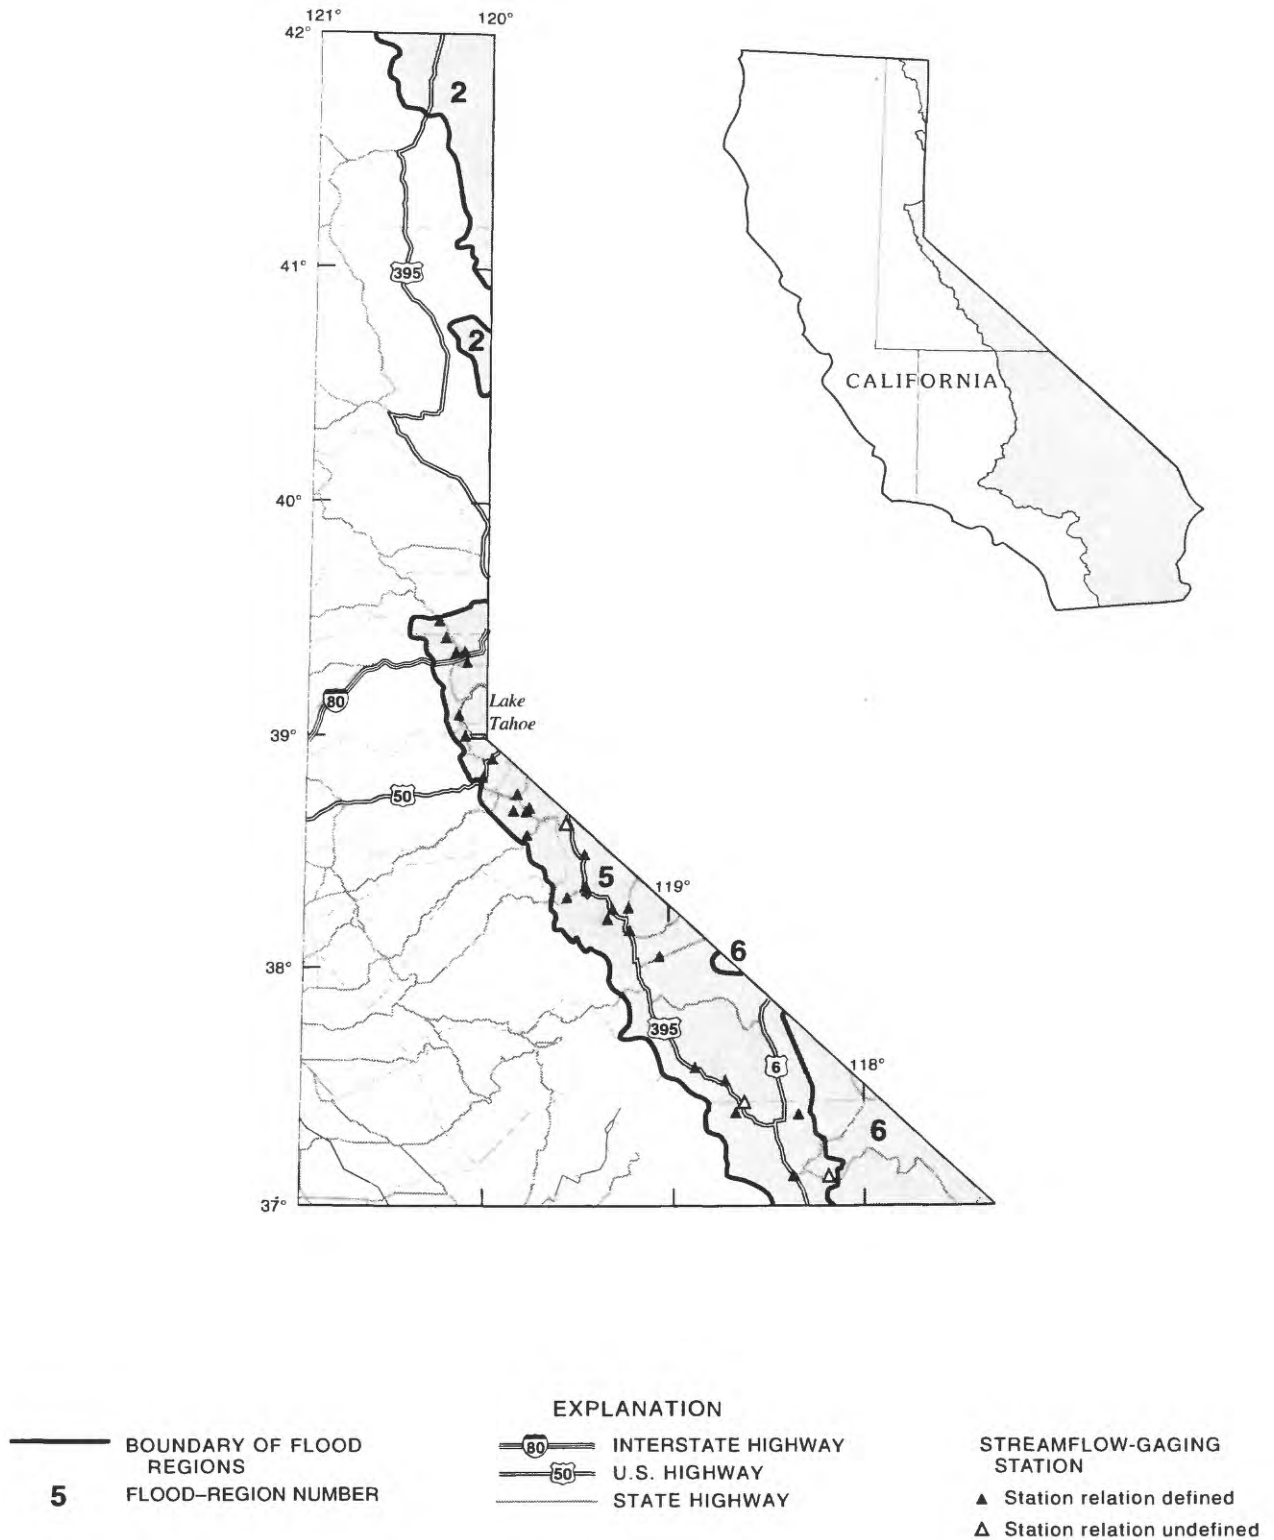 121°
120°
42°
2
41°
395
2
40°
80
Lake
Tahoe
39°
50
5
119°
6
38°
395
6
118°
6
37°
CALIFORNIA
EXPLANATION
BOUNDARY OF FLOOD
REGIONS
5
FLOOD–REGION NUMBER
80
INTERSTATE HIGHWAY
50
U.S. HIGHWAY
STATE HIGHWAY
STREAMFLOW-GAGING
STATION
Station relation defined
Station relation undefined